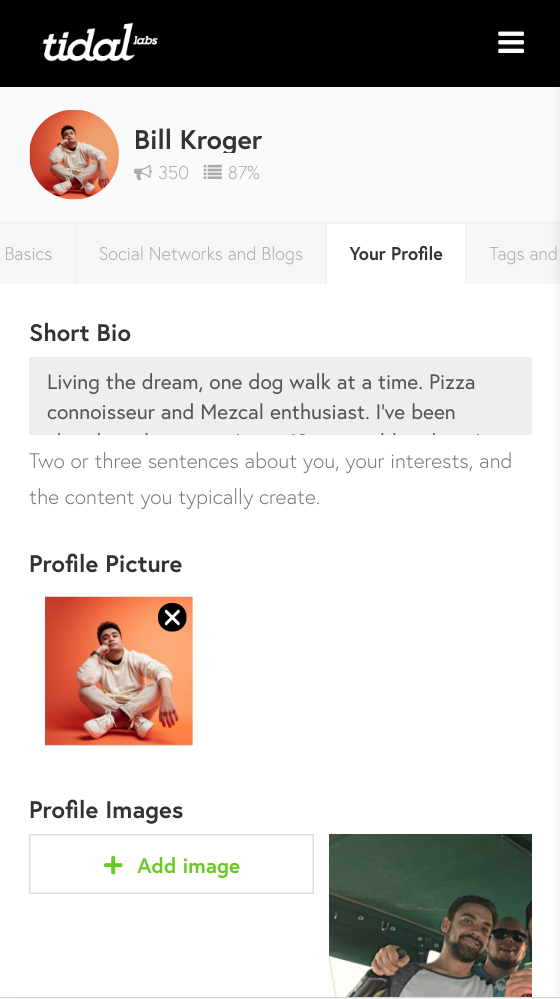 tidal labs
Bill Kroger
350 87%
Basics Social Networks and Blogs Your Profile Tags and
Short Bio
Living the dream, one dog walk at a time. Pizza
connoisseur and Mezcal enthusiast. I've been
Two or three sentences about you, your interests, and
the content you typically create.
Profile Picture
Profile Images
+ Add image